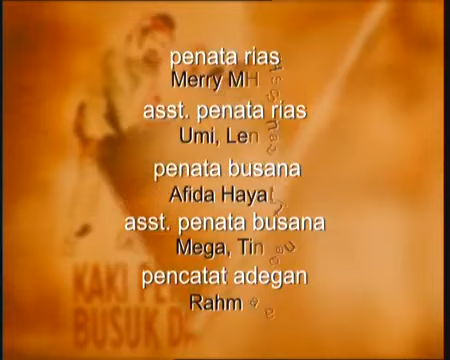 penata rias
Merry MH
asst. penata rias
Umi, Len
penata busana
Afida Hayat
asst. penata busana
Mega, Tin
pencatat adegan
Rahm
KAKI
BUSUK